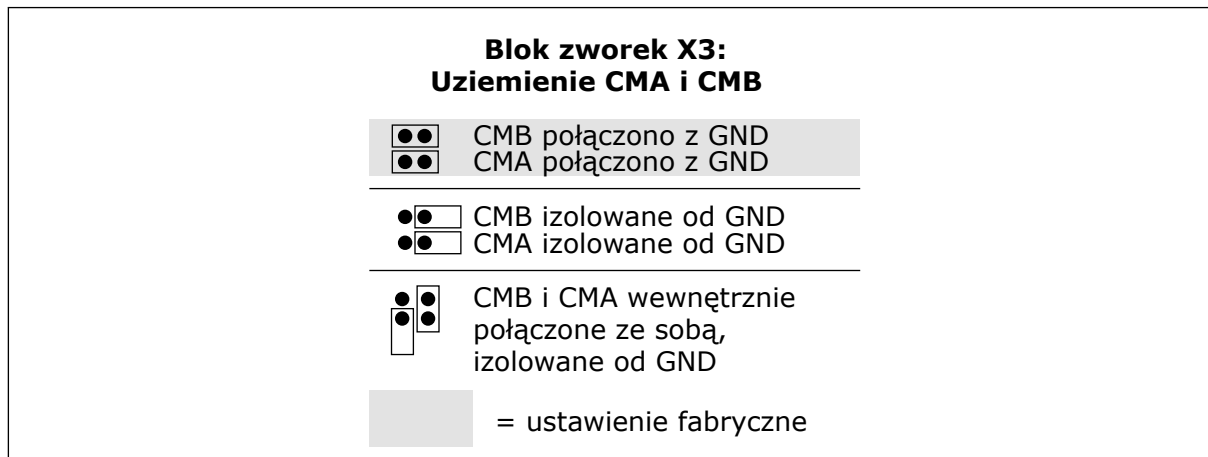 Blok zworek X3:
Uziemienie CMA i CMB
CMB połączono z GND
CMA połączono z GND
CMB izolowane od GND
CMA izolowane od GND
CMB i CMA wewnętrznie
połączone ze sobą,
izolowane od GND
= ustawienie fabryczne